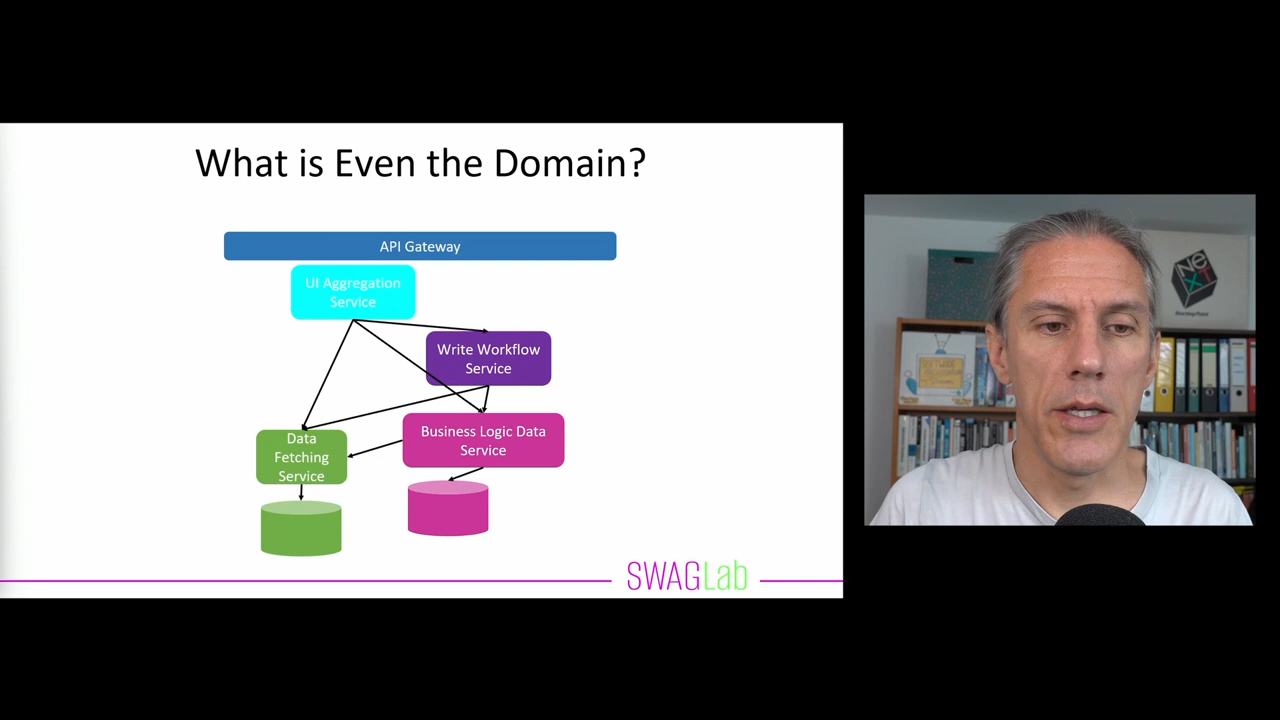 What is Even the Domain?
API Gateway
UI Aggregation
Service
Write Workflow
Service
Business Logic Data
Service
Data
Fetching
Service
SWAGLab
NeXT